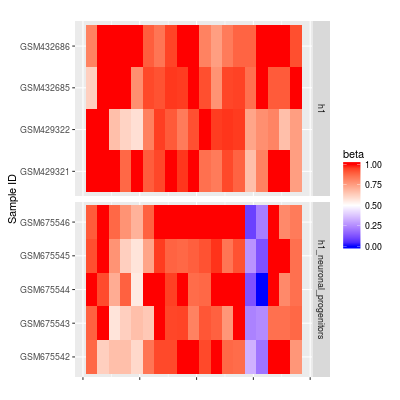 GSM432686
GSM432685
GSM429322
GSM429321
h1
GSM675546
GSM675545
GSM675544
GSM675543
GSM675542
h1_neuronal_progenitors
Sample ID
beta
1.00
0.75
0.50
0.25
0.00